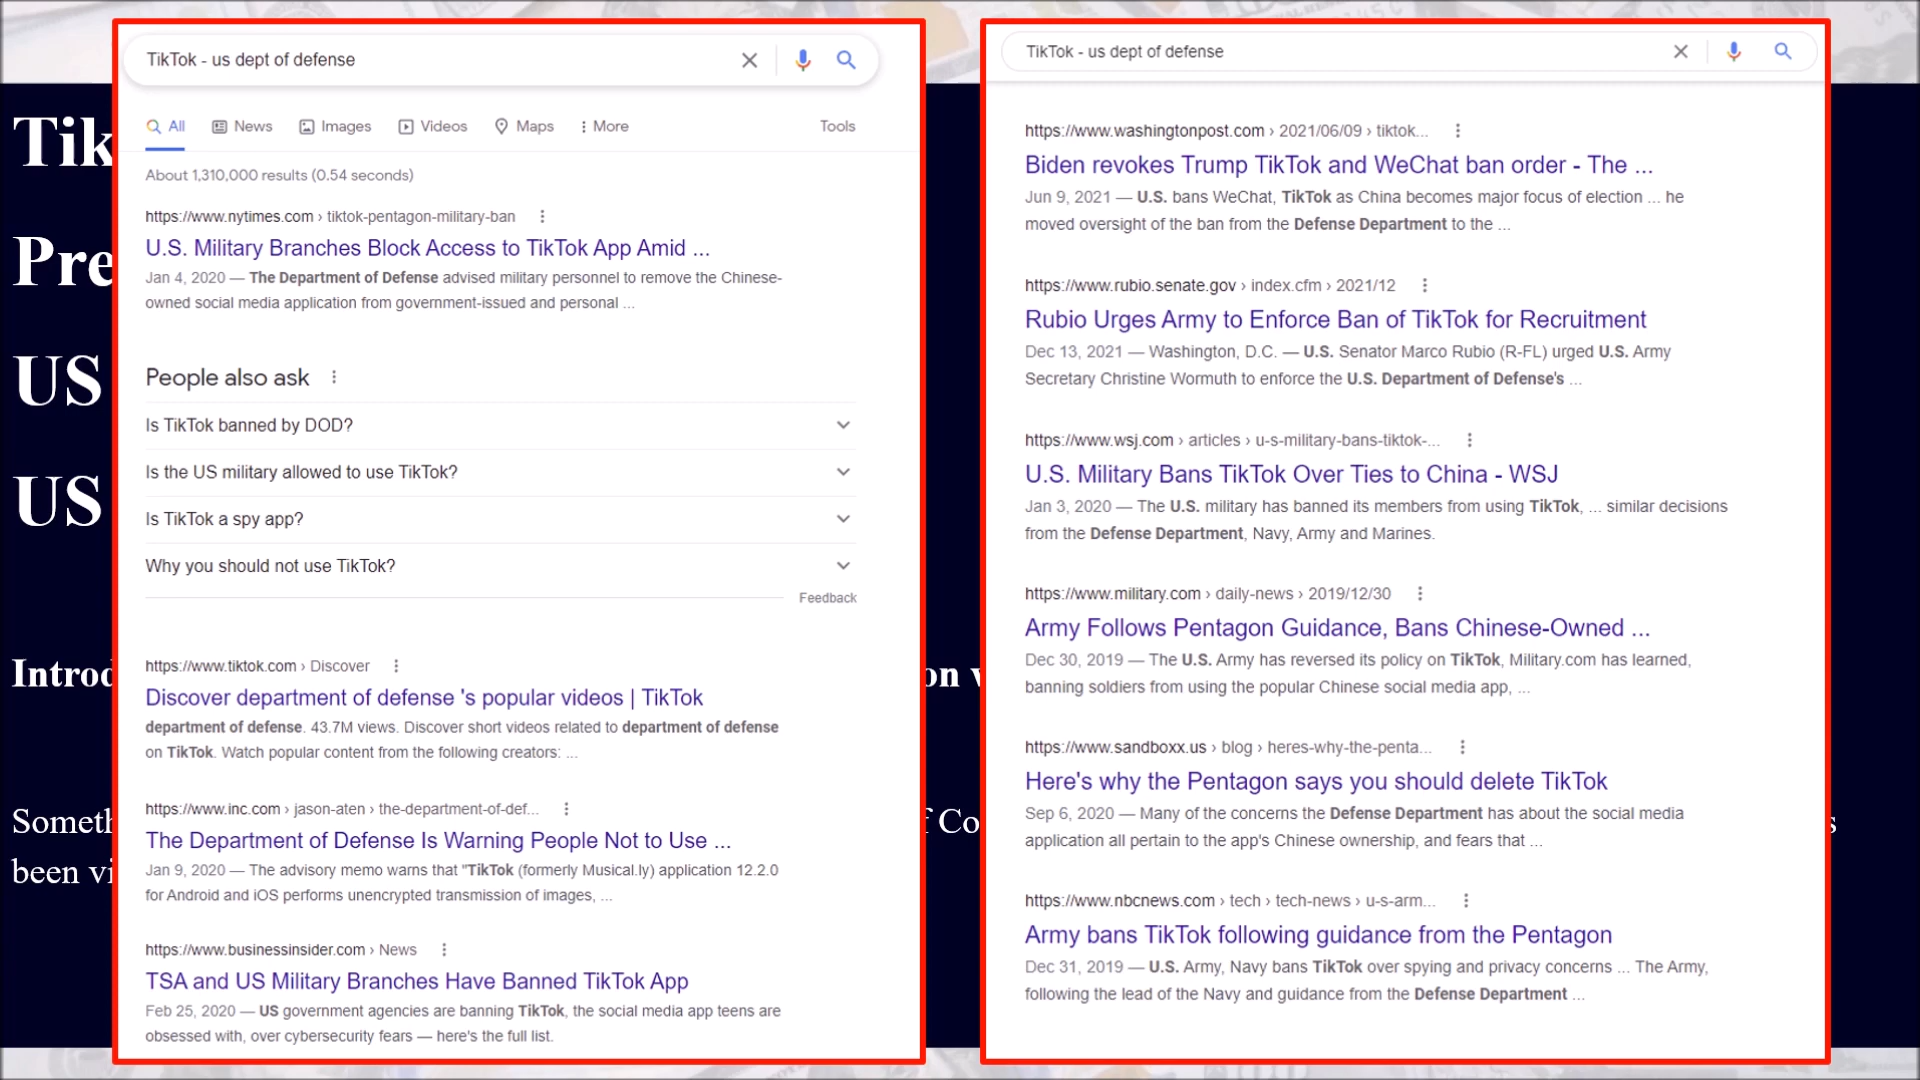 TikTok - us dept of defense
All News Images Videos Maps More Tools
About 1,310,000 results (0.54 seconds)
https://www.nytimes.com › tiktok-pentagon-military-ban
U.S. Military Branches Block Access to TikTok App Amid ...
Jan 4, 2020 — The Department of Defense advised military personnel to remove the Chinese-
owned social media application from government-issued and personal ...
People also ask
Is TikTok banned by DOD?
Is the US military allowed to use TikTok?
Is TikTok a spy app?
Why you should not use TikTok?
Feedback
https://www.tiktok.com › Discover
Discover department of defense 's popular videos | TikTok
department of defense. 43.7M views. Discover short videos related to department of defense
on TikTok. Watch popular content from the following creators: ...
https://www.inc.com › jason-aten › the-department-of-def...
The Department of Defense Is Warning People Not to Use ...
Jan 9, 2020 — The advisory memo warns that "TikTok (formerly Musical.ly) application 12.2.0
for Android and iOS performs unencrypted transmission of images, ...
https://www.businessinsider.com › News
TSA and US Military Branches Have Banned TikTok App
Feb 25, 2020 — US government agencies are banning TikTok, the social media app teens are
obsessed with, over cybersecurity fears — here's the full list.
TikTok - us dept of defense
https://www.washingtonpost.com › 2021/06/09 › tiktok...
Biden revokes Trump TikTok and WeChat ban order - The ...
Jun 9, 2021 — U.S. bans WeChat, TikTok as China becomes major focus of election ... he
moved oversight of the ban from the Defense Department to the ...
https://www.rubio.senate.gov › index.cfm › 2021/12
Rubio Urges Army to Enforce Ban of TikTok for Recruitment
Dec 13, 2021 — Washington, D.C. — U.S. Senator Marco Rubio (R-FL) urged U.S. Army
Secretary Christine Wormuth to enforce the U.S. Department of Defense's ...
https://www.wsj.com › articles › u-s-military-bans-tiktok-...
U.S. Military Bans TikTok Over Ties to China - WSJ
Jan 3, 2020 — The U.S. military has banned its members from using TikTok, ... similar decisions
from the Defense Department, Navy, Army and Marines.
https://www.military.com › daily-news › 2019/12/30
Army Follows Pentagon Guidance, Bans Chinese-Owned ...
Dec 30, 2019 — The U.S. Army has reversed its policy on TikTok, Military.com has learned,
banning soldiers from using the popular Chinese social media app, ...
https://www.sandboxx.us › blog › heres-why-the-penta...
Here's why the Pentagon says you should delete TikTok
Sep 6, 2020 — Many of the concerns the Defense Department has about the social media
application all pertain to the app's Chinese ownership, and fears that ...
https://www.nbcnews.com › tech › tech-news › u-s-arm...
Army bans TikTok following guidance from the Pentagon
Dec 31, 2019 — U.S. Army, Navy bans TikTok over spying and privacy concerns ... The Army,
following the lead of the Navy and guidance from the Defense Department ...
Tik
Pre
US
US
Introd
on
Someth
Co
been vi